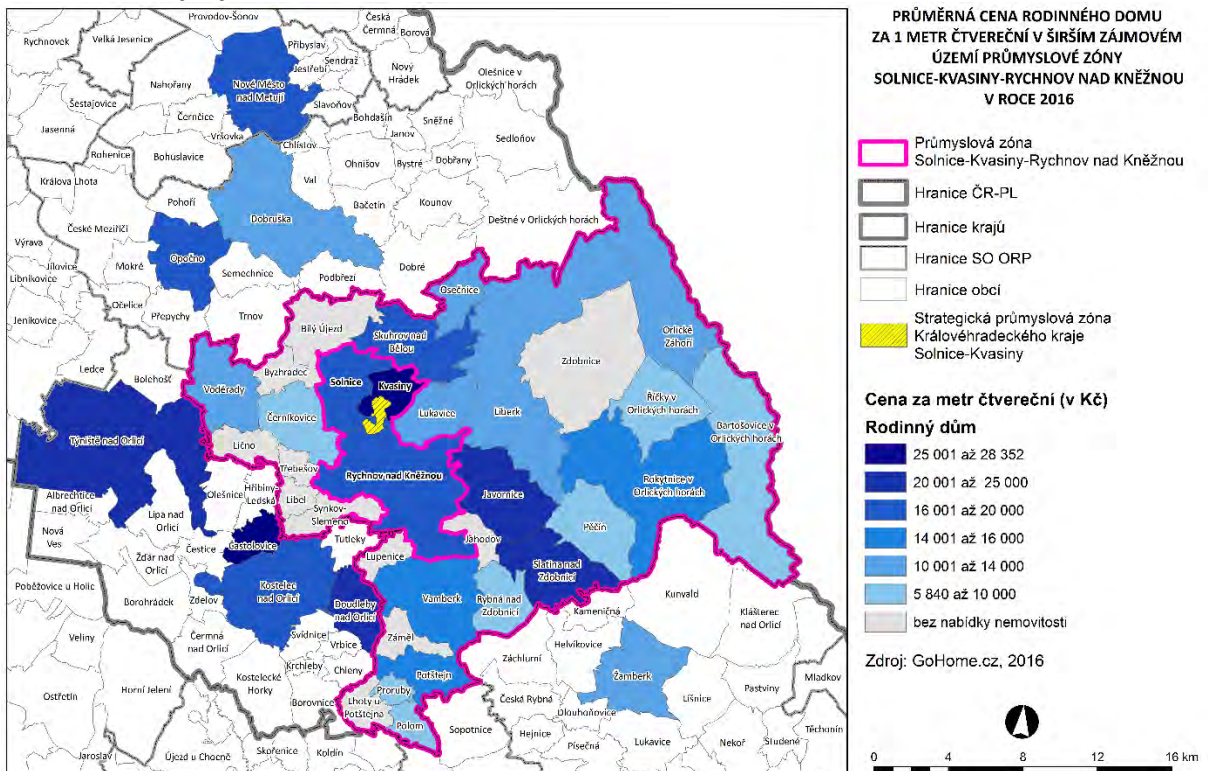 PRŮMĚRNÁ CENA RODINNÉHO DOMU
ZA 1 METR ČTVEREČNÍ V ŠIRŠÍM ZÁJMOVÉM
ÚZEMÍ PRŮMYSLOVÉ ZÓNY
SOLNICE-KVASINY-RYCHNOV NAD KNĚŽNOU
V ROCE 2016
Průmyslová zóna
Solnice-Kvasiny-Rychnov nad Kněžnou
Hranice ČR-PL
Hranice krajů
Hranice SO ORP
Hranice obcí
Strategická průmyslová zóna
Královéhradeckého kraje
Solnice-Kvasiny
Cena za metr čtvereční (v Kč)
Rodinný dům
25 001 až 28 352
20 001 až 25 000
16 001 až 20 000
14 001 až 16 000
10 001 až 14 000
5 840 až 10 000
bez nabídky nemovitosti
Zdroj: GoHome.cz, 2016
0 4 8 12 16 km
Provodov-Šonov
Česká
Čermná
Borová
Rychnovek
Velká Jesenice
Přibyslav
Sendraž
Jestřebí
Nový
Hrádek
Olešnice v
Orlických horách
Nahořany
Nové Město
nad Metují
Slavoňov
Šestajovice
Černčice
Bohdašín
Sněžné
Jasenná
Vršovka
Chlístov
Janov
Sedloňov
Rohenice
Bohuslavice
Ohnišov
Bystré
Dobřany
Králova Lhota
Val
Pohoří
Bačetín
Kounov
Dobruška
Deštné v Orlických horách
České Meziříčí
Výrava
Jílovice
Libníkovice
Mokré
Opočno
Semechnice
Podbřezí
Dobré
Očelice
Osečnice
Jeníkovice
Přepychy
Trnov
Bílý Újezd
Skuhrov nad
Bělou
Orlické
Záhoří
Zdobnice
Ledce
Bolehošť
Byzhradec
Voděrady
Solnice
Kvasiny
Říčky v
Orlických horách
Černíkovice
Lukavice
Liberk
Bartošovice v
Orlických horách
Týniště nad Orlicí
Lično
Třebešov
Rychnov nad Kněžnou
Rokytnice v
Orlických horách
Hřibiny-
Ledská
Olešnice
Albrechtice
nad Orlicí
Libel
Javornice
Lípa nad
Orlicí
Synkov-
Slemeno
Pěčín
Nová
Ves
Častolovice
Tutleky
Jahodov
Čestice
Lupenice
Žďár nad
Orlicí
Slatina nad
Zdobnicí
Poběžovice u Holic
Kostelec
nad Orlicí
Zdelov
Doudleby
nad Orlicí
Vamberk
Rybná nad
Zdobnicí
Borohrádek
Kunvald
Kameničná
Klášterec
nad Orlicí
Veliny
Čermná
nad Orlicí
Svídnice
Vrbice
Záměl
Helvíkovice
Krchleby
Chleny
Potštejn
Záchlumí
Žamberk
Mladkov
Ostřetín
Horní Jelení
Kostelecké
Horky
Proruby
Pastviny
Lhoty u
Potštejna
Česká Rybná
Líšnice
Borovnice
Polom
Dlouhoňovice
Těchonín
Sopotnice
Hejnice
Lukavice
Jaroslav
Újezd u Chocně
Skořenice
Koldín
Písečná
Nekoř
Studené